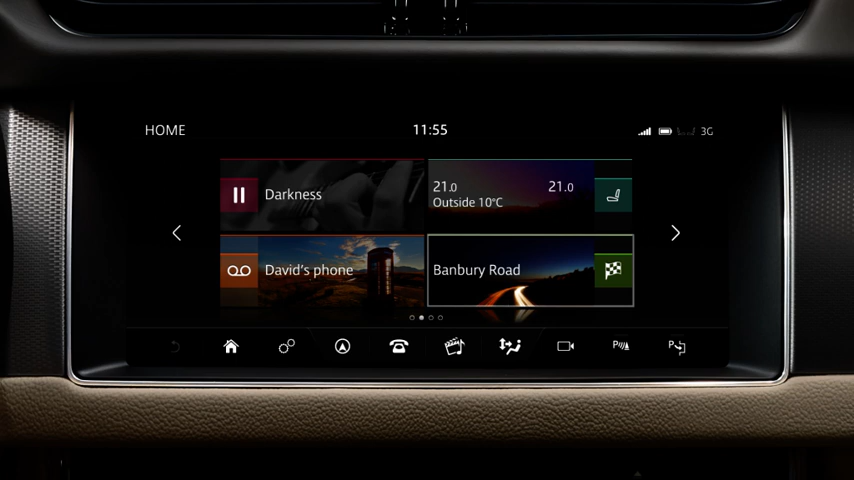 HOME 11:55 3G
Darkness
21.0 21.0
Outside 10°C
David's phone
Banbury Road
P
P